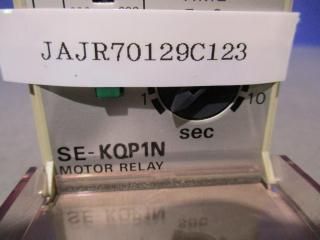 JAJR70129C123
1 10
sec
SE-KQP1N
MOTOR RELAY